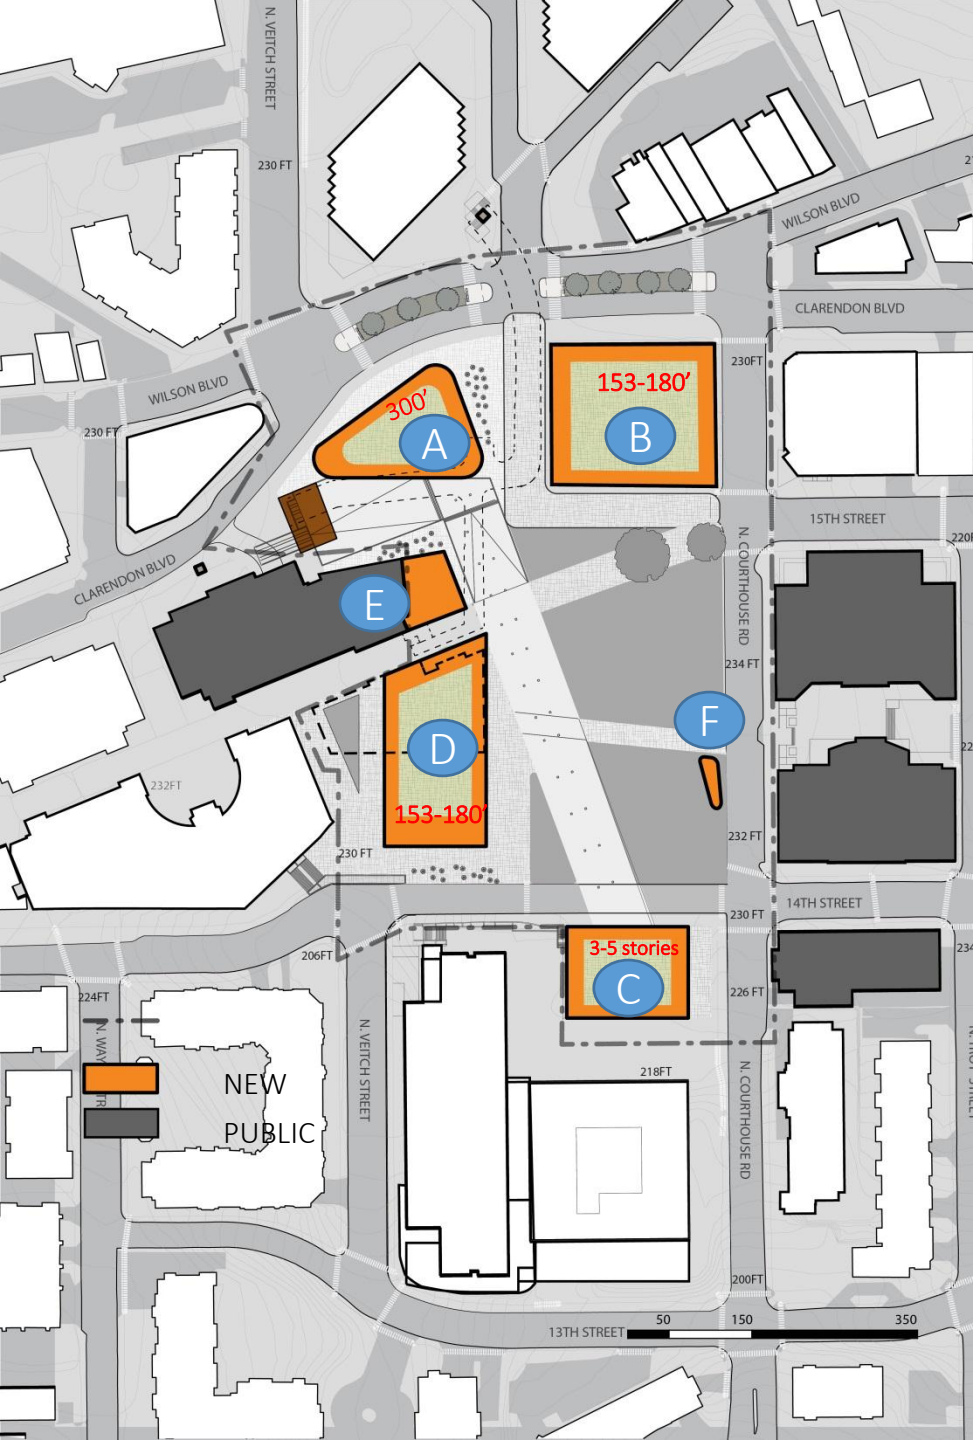 N. VEITCH STREET
230 FT
WILSON BLVD
CLARENDON BLVD
230FT
WILSON BLVD
300'
153-180'
A
B
230 FT
15TH STREET
N. COURTHOUSE RD
CLARENDON BLVD
E
234 FT
F
D
232FT
153-180'
232 FT
230 FT
14TH STREET
230 FT
206FT
3-5 stories
C
226 FT
224FT
N. VEITCH STREET
218FT
N. COURTHOUSE RD
NEW
PUBLIC
200FT
13TH STREET
50
150
350